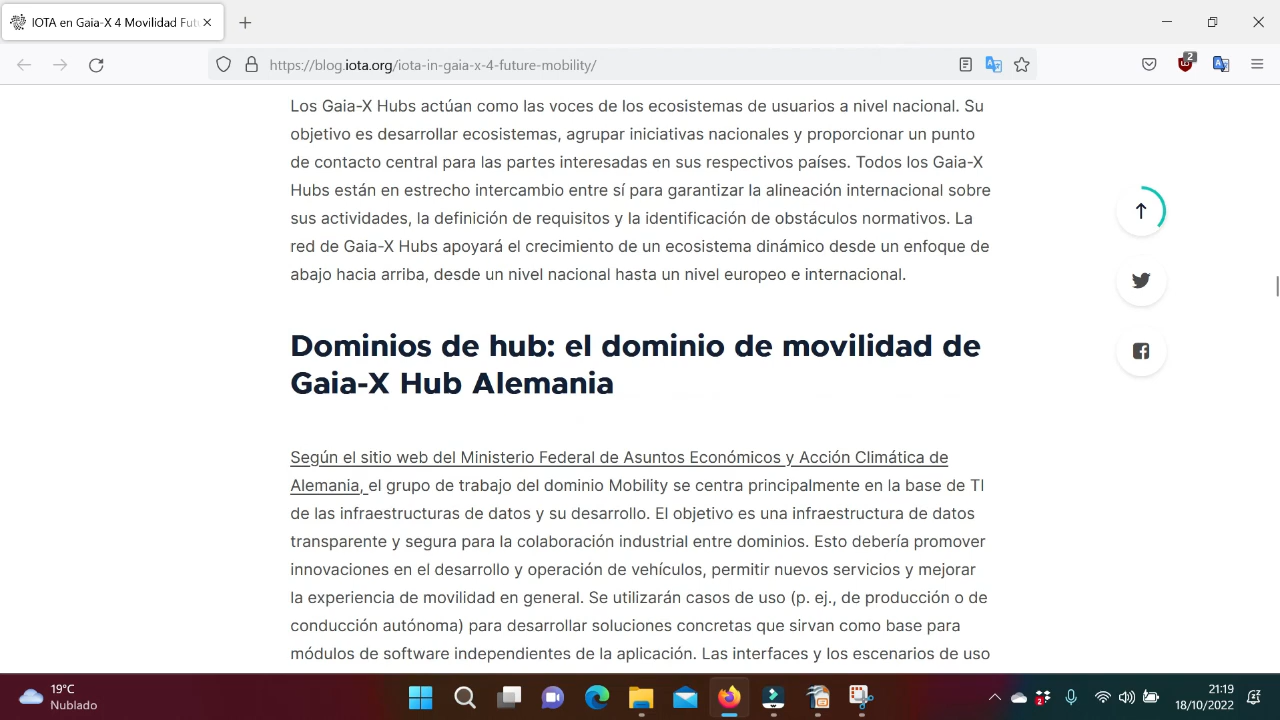 IOTA en Gaia-X 4 Movilidad Fut
https://blog.iota.org/iota-in-gaia-x-4-future-mobility/
2
Los Gaia-X Hubs actúan como las voces de los ecosistemas de usuarios a nivel nacional. Su
objetivo es desarrollar ecosistemas, agrupar iniciativas nacionales y proporcionar un punto
de contacto central para las partes interesadas en sus respectivos países. Todos los Gaia-X
Hubs están en estrecho intercambio entre sí para garantizar la alineación internacional sobre
sus actividades, la definición de requisitos y la identificación de obstáculos normativos. La
red de Gaia-X Hubs apoyará el crecimiento de un ecosistema dinámico desde un enfoque de
abajo hacia arriba, desde un nivel nacional hasta un nivel europeo e internacional.
Dominios de hub: el dominio de movilidad de
Gaia-X Hub Alemania
Según el sitio web del Ministerio Federal de Asuntos Económicos y Acción Climática de
Alemania, el grupo de trabajo del dominio Mobility se centra principalmente en la base de TI
de las infraestructuras de datos y su desarrollo. El objetivo es una infraestructura de datos
transparente y segura para la colaboración industrial entre dominios. Esto debería promover
innovaciones en el desarrollo y operación de vehículos, permitir nuevos servicios y mejorar
la experiencia de movilidad en general. Se utilizarán casos de uso (p. ej., de producción o de
conducción autónoma) para desarrollar soluciones concretas que sirvan como base para
módulos de software independientes de la aplicación. Las interfaces y los escenarios de uso
19°C
Nublado
2
21:19
18/10/2022